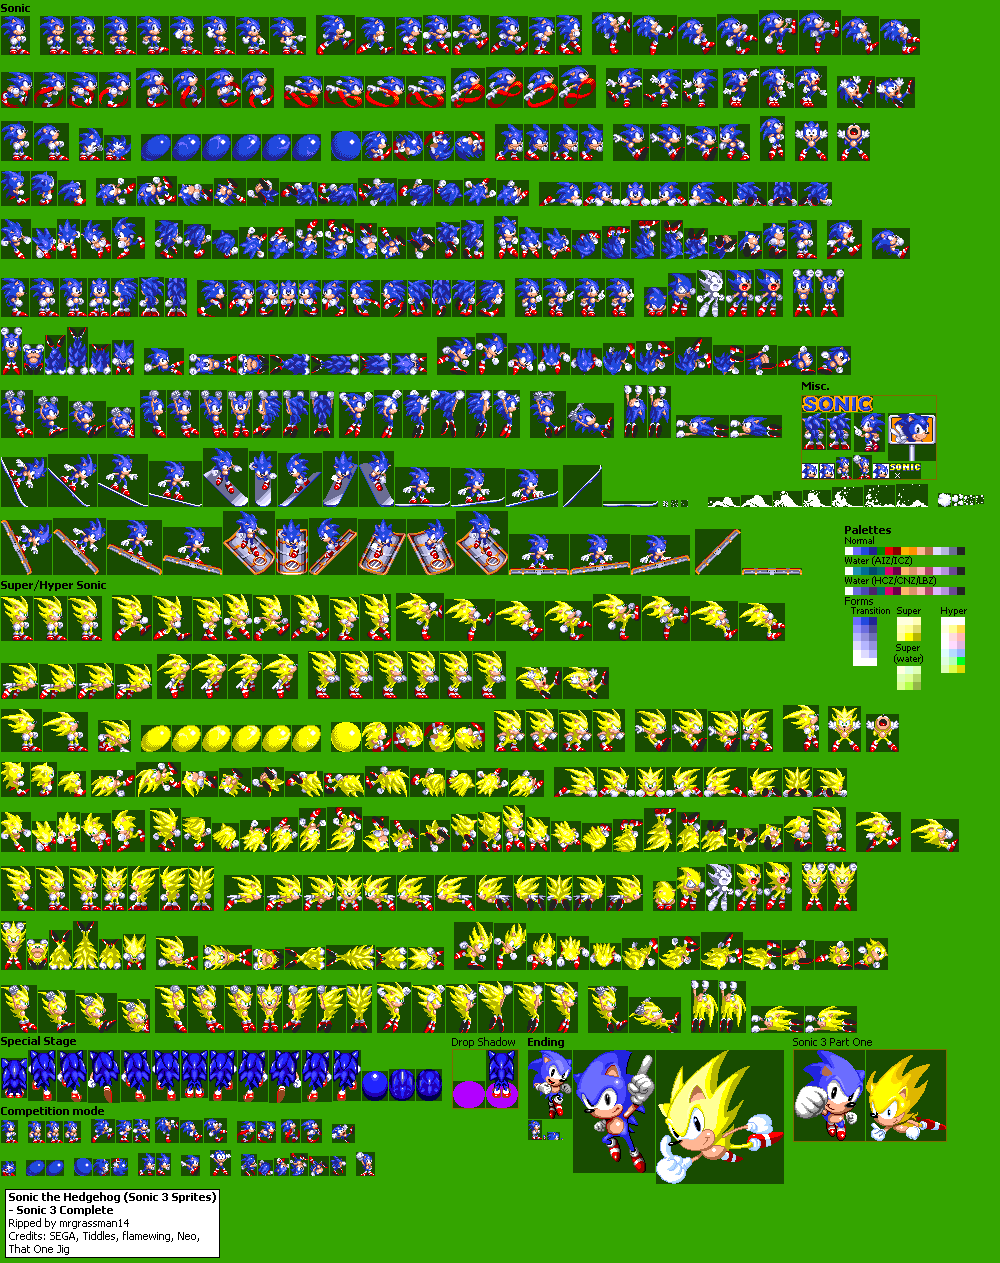 Sonic
Misc.
SONIC
SONIC
Palettes
Normal
Water (AIZ/ICZ)
Water (HCZ/CNZ/LBZ)
Forms
Transition
Super
Hyper
Super
(water)
Super/Hyper Sonic
Special Stage
Drop Shadow
Ending
Sonic 3 Part One
Competition mode
Sonic the Hedgehog (Sonic 3 Sprites)
- Sonic 3 Complete
Ripped by mrgrassman14
Credits: SEGA, Tiddles, flamewing, Neo,
That One Jig